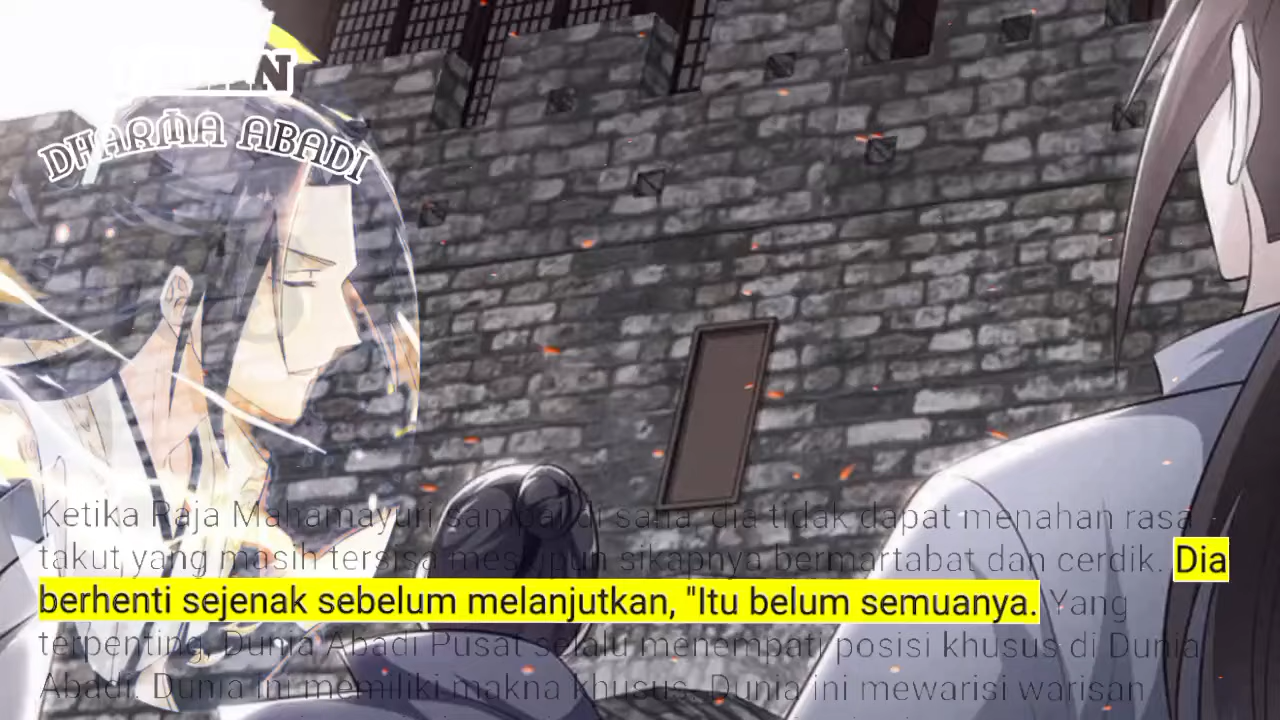 DHARMA ABADI
Ketika Raja Mahamayuri sampai di sana, dia tidak dapat menahan rasa
takut yang masih tersisa meskipun sikapnya bermartabat dan cerdik. Dia
berhenti sejenak sebelum melanjutkan, "Itu belum semuanya. Yang
terpenting, Dunia Abadi Pusat selalu menempati posisi khusus di Dunia
Abadi. Dunia ini memiliki makna khusus. Dunia ini mewarisi warisan